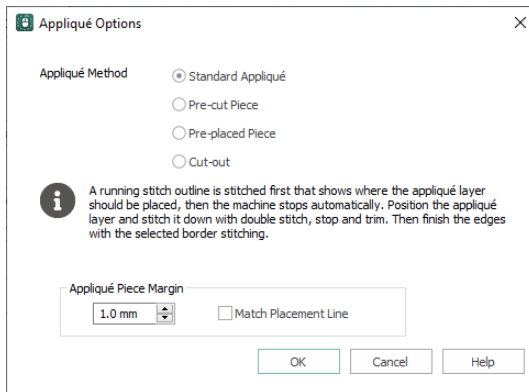 Appliqué Options
Appliqué Method
Standard Appliqué
Pre-cut Piece
Pre-placed Piece
Cut-out
A running stitch outline is stitched first that shows where the appliqué layer
should be placed, then the machine stops automatically. Position the appliqué
layer and stitch it down with double stitch, stop and trim. Then finish the edges
with the selected border stitching.
Appliqué Piece Margin
1.0 mm
Match Placement Line
OK
Cancel
Help